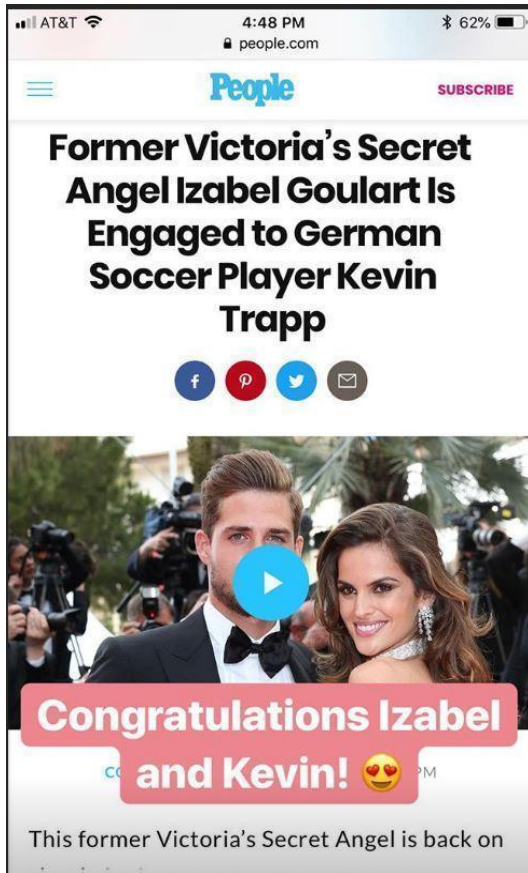 AT&T 4:48 PM 62%
people.com
People SUBSCRIBE
Former Victoria’s Secret
Angel Izabel Goulart Is
Engaged to German
Soccer Player Kevin
Trapp
Congratulations Izabel
and Kevin! 😍
PM
This former Victoria’s Secret Angel is back on